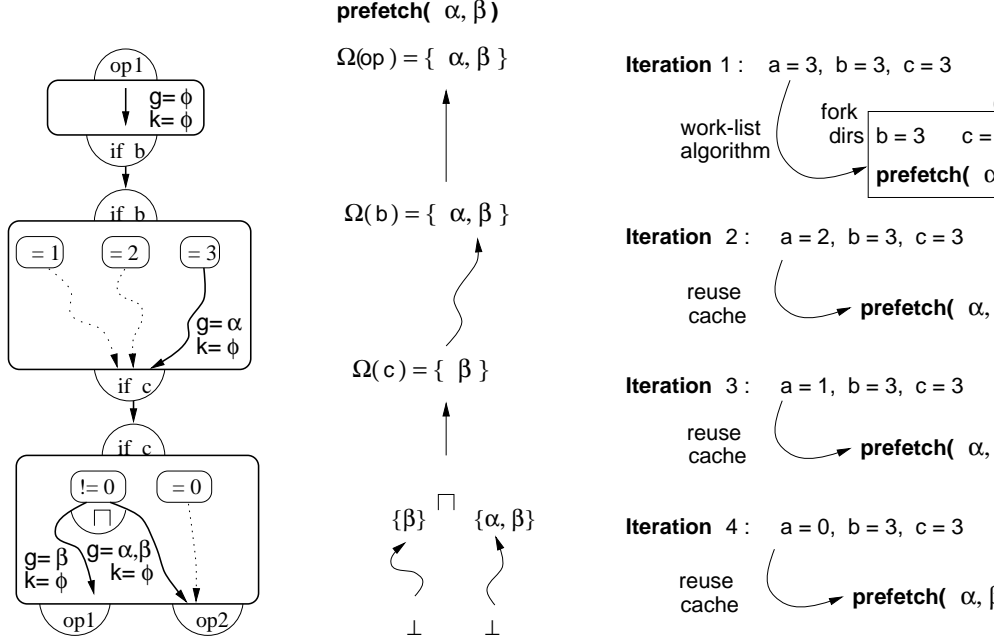 op1
g= ϕ
k= ϕ
if b
if b
= 1
= 2
= 3
g= α
k= ϕ
if c
if c
!= 0
= 0
⊓
g= β
k= ϕ
g= α,β
k= ϕ
op1
op2
prefetch( α, β )
Ω(op) = { α, β }
Ω( b ) = { α, β }
Ω( c ) = { β }
⊓
{β}
{α, β}
⊥
⊥
Iteration 1 : a = 3, b = 3, c = 3
work-list
algorithm
fork
dirs
b = 3 c =
prefetch( α
Iteration 2 : a = 2, b = 3, c = 3
reuse
cache
prefetch( α,
Iteration 3 : a = 1, b = 3, c = 3
reuse
cache
prefetch( α,
Iteration 4 : a = 0, b = 3, c = 3
reuse
cache
prefetch( α, β